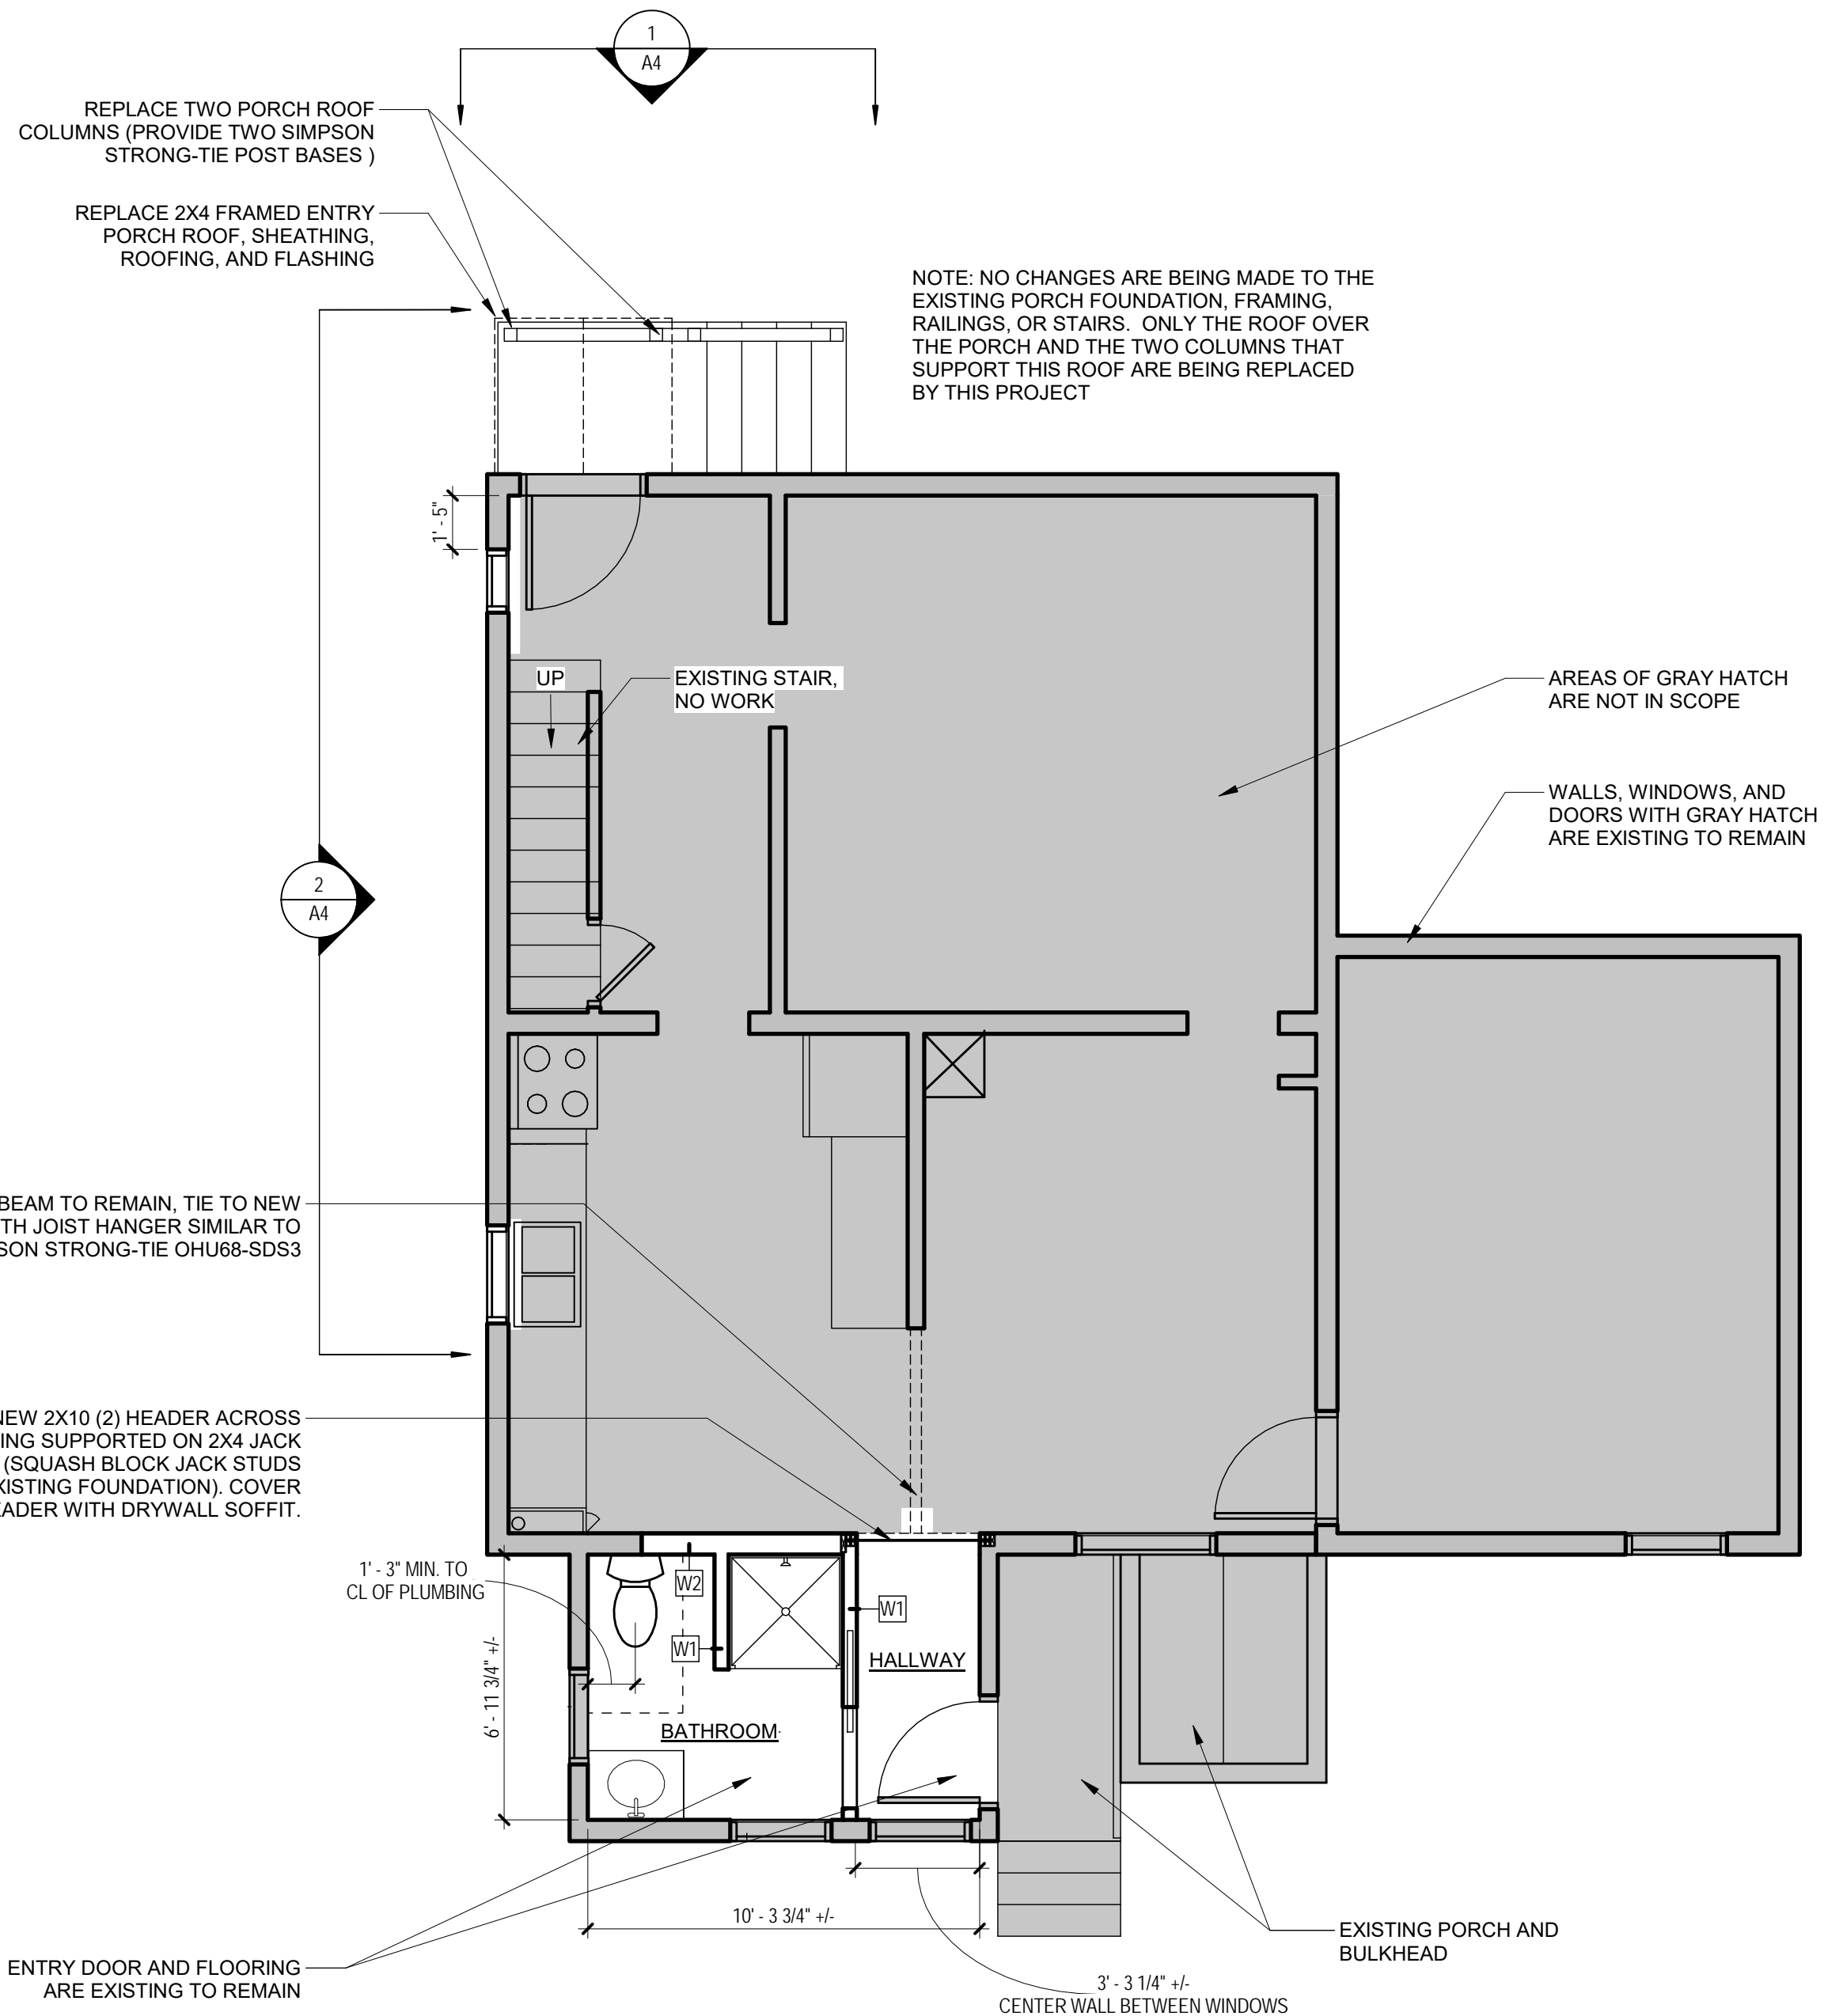 1
A4
REPLACE TWO PORCH ROOF
COLUMNS (PROVIDE TWO SIMPSON
STRONG-TIE POST BASES )
REPLACE 2X4 FRAMED ENTRY
PORCH ROOF, SHEATHING,
ROOFING, AND FLASHING
NOTE: NO CHANGES ARE BEING MADE TO THE
EXISTING PORCH FOUNDATION, FRAMING,
RAILINGS, OR STAIRS. ONLY THE ROOF OVER
THE PORCH AND THE TWO COLUMNS THAT
SUPPORT THIS ROOF ARE BEING REPLACED
BY THIS PROJECT
1' - 5"
UP
EXISTING STAIR,
NO WORK
AREAS OF GRAY HATCH
ARE NOT IN SCOPE
WALLS, WINDOWS, AND
DOORS WITH GRAY HATCH
ARE EXISTING TO REMAIN
2
A4
BEAM TO REMAIN, TIE TO NEW
TH JOIST HANGER SIMILAR TO
SON STRONG-TIE OHU68-SDS3
NEW 2X10 (2) HEADER ACROSS
ING SUPPORTED ON 2X4 JACK
(SQUASH BLOCK JACK STUDS
XISTING FOUNDATION). COVER
EADER WITH DRYWALL SOFFIT.
1' - 3" MIN. TO
CL OF PLUMBING
W2
W1
W1
HALLWAY
6' - 11 3/4" +/-
BATHROOM
10' - 3 3/4" +/-
EXISTING PORCH AND
BULKHEAD
ENTRY DOOR AND FLOORING
ARE EXISTING TO REMAIN
3' - 3 1/4" +/-
CENTER WALL BETWEEN WINDOWS